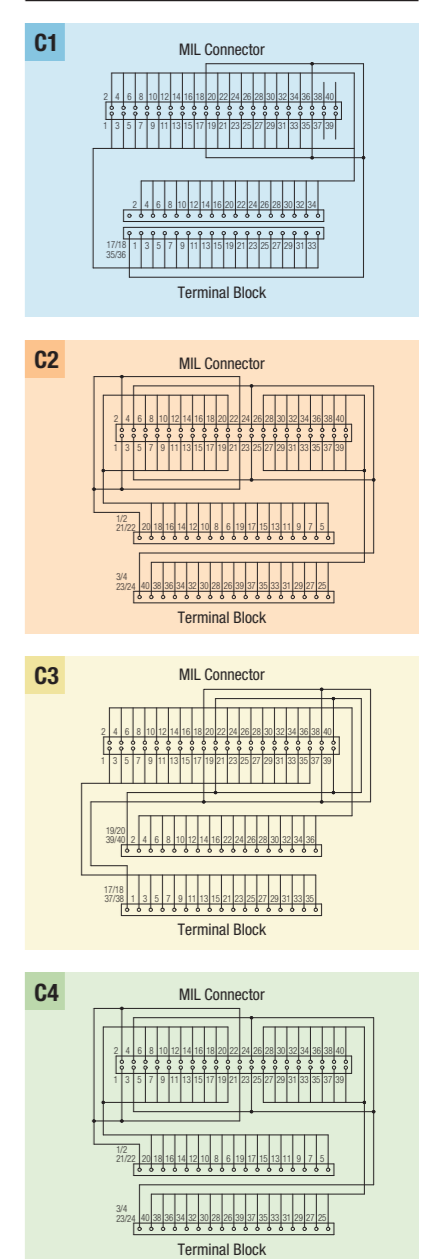 C1
MIL Connector
2 4 6 8 10 12 14 16 18 20 22 24 26 28 30 32 34 36 38 40
1 3 5 7 9 11 13 15 17 19 21 23 25 27 29 31 33 35 37 39
2 4 6 8 10 12 14 16 20 22 24 26 28 30 32 34
17/18 1 3 5 7 9 11 13 15 19 21 23 25 27 29 31 33
35/36
Terminal Block
C2
MIL Connector
2 4 6 8 10 12 14 16 18 20 22 24 26 28 30 32 34 36 38 40
1 3 5 7 9 11 13 15 17 19 21 23 25 27 29 31 33 35 37 39
1/2
21/22 20 18 16 14 12 10 8 6 19 17 15 13 11 9 7 5
3/4
23/24 40 38 36 34 32 30 28 26 39 37 35 33 31 29 27 25
Terminal Block
C3
MIL Connector
2 4 6 8 10 12 14 16 18 20 22 24 26 28 30 32 34 36 38 40
1 3 5 7 9 11 13 15 17 19 21 23 25 27 29 31 33 35 37 39
19/20
39/40 2 4 6 8 10 12 14 16 22 24 26 28 30 32 34 36
17/18
37/38 1 3 5 7 9 11 13 15 21 23 25 27 29 31 33 35
Terminal Block
C4
MIL Connector
2 4 6 8 10 12 14 16 18 20 22 24 26 28 30 32 34 36 38 40
1 3 5 7 9 11 13 15 17 19 21 23 25 27 29 31 33 35 37 39
1/2
21/22 20 18 16 14 12 10 8 6 19 17 15 13 11 9 7 5
3/4
23/24 40 38 36 34 32 30 28 26 39 37 35 33 31 29 27 25
Terminal Block